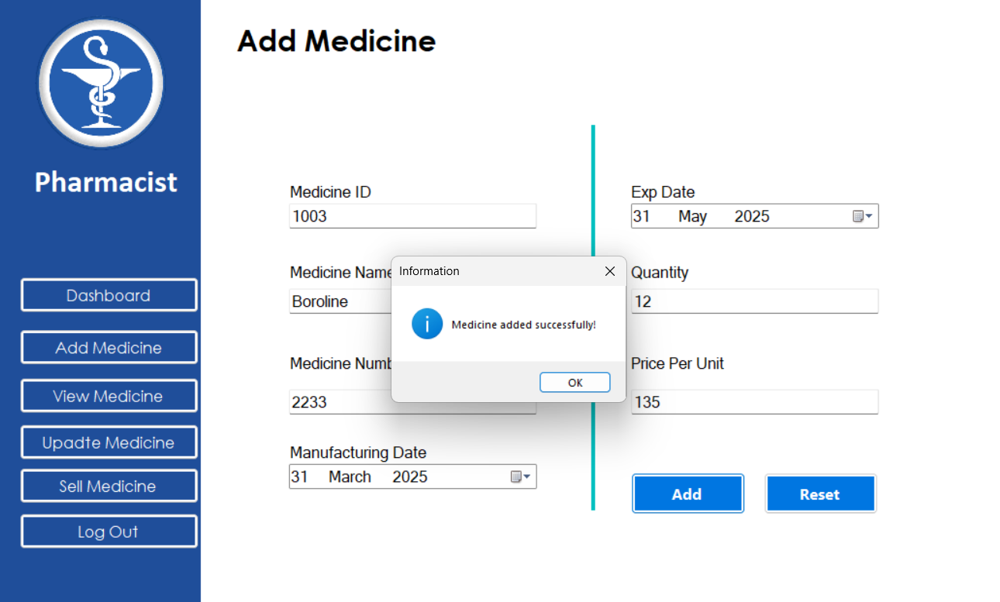 Add Medicine
Pharmacist
Dashboard
Add Medicine
View Medicine
Upadte Medicine
Sell Medicine
Log Out
Medicine ID
1003
Medicine Name
Boroline
Medicine Numb
2233
Manufacturing Date
31 March 2025
Exp Date
31 May 2025
Quantity
12
Price Per Unit
135
Add
Reset
Information
i
Medicine added successfully!
OK